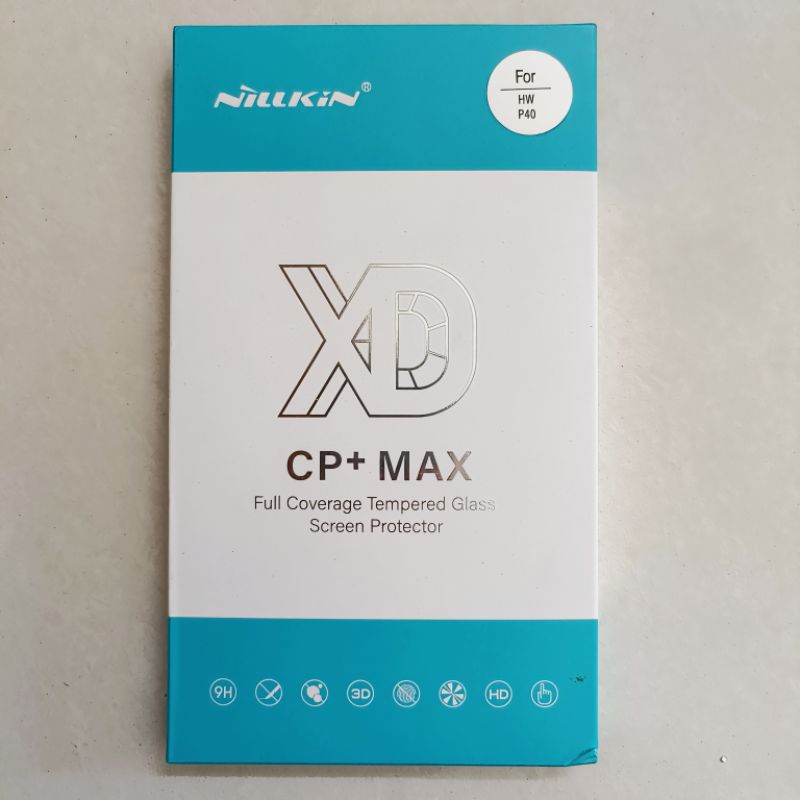 NILLKIN®
For
HW
P40
XD
CP+ MAX
Full Coverage Tempered Glass
Screen Protector
9H
3D
HD